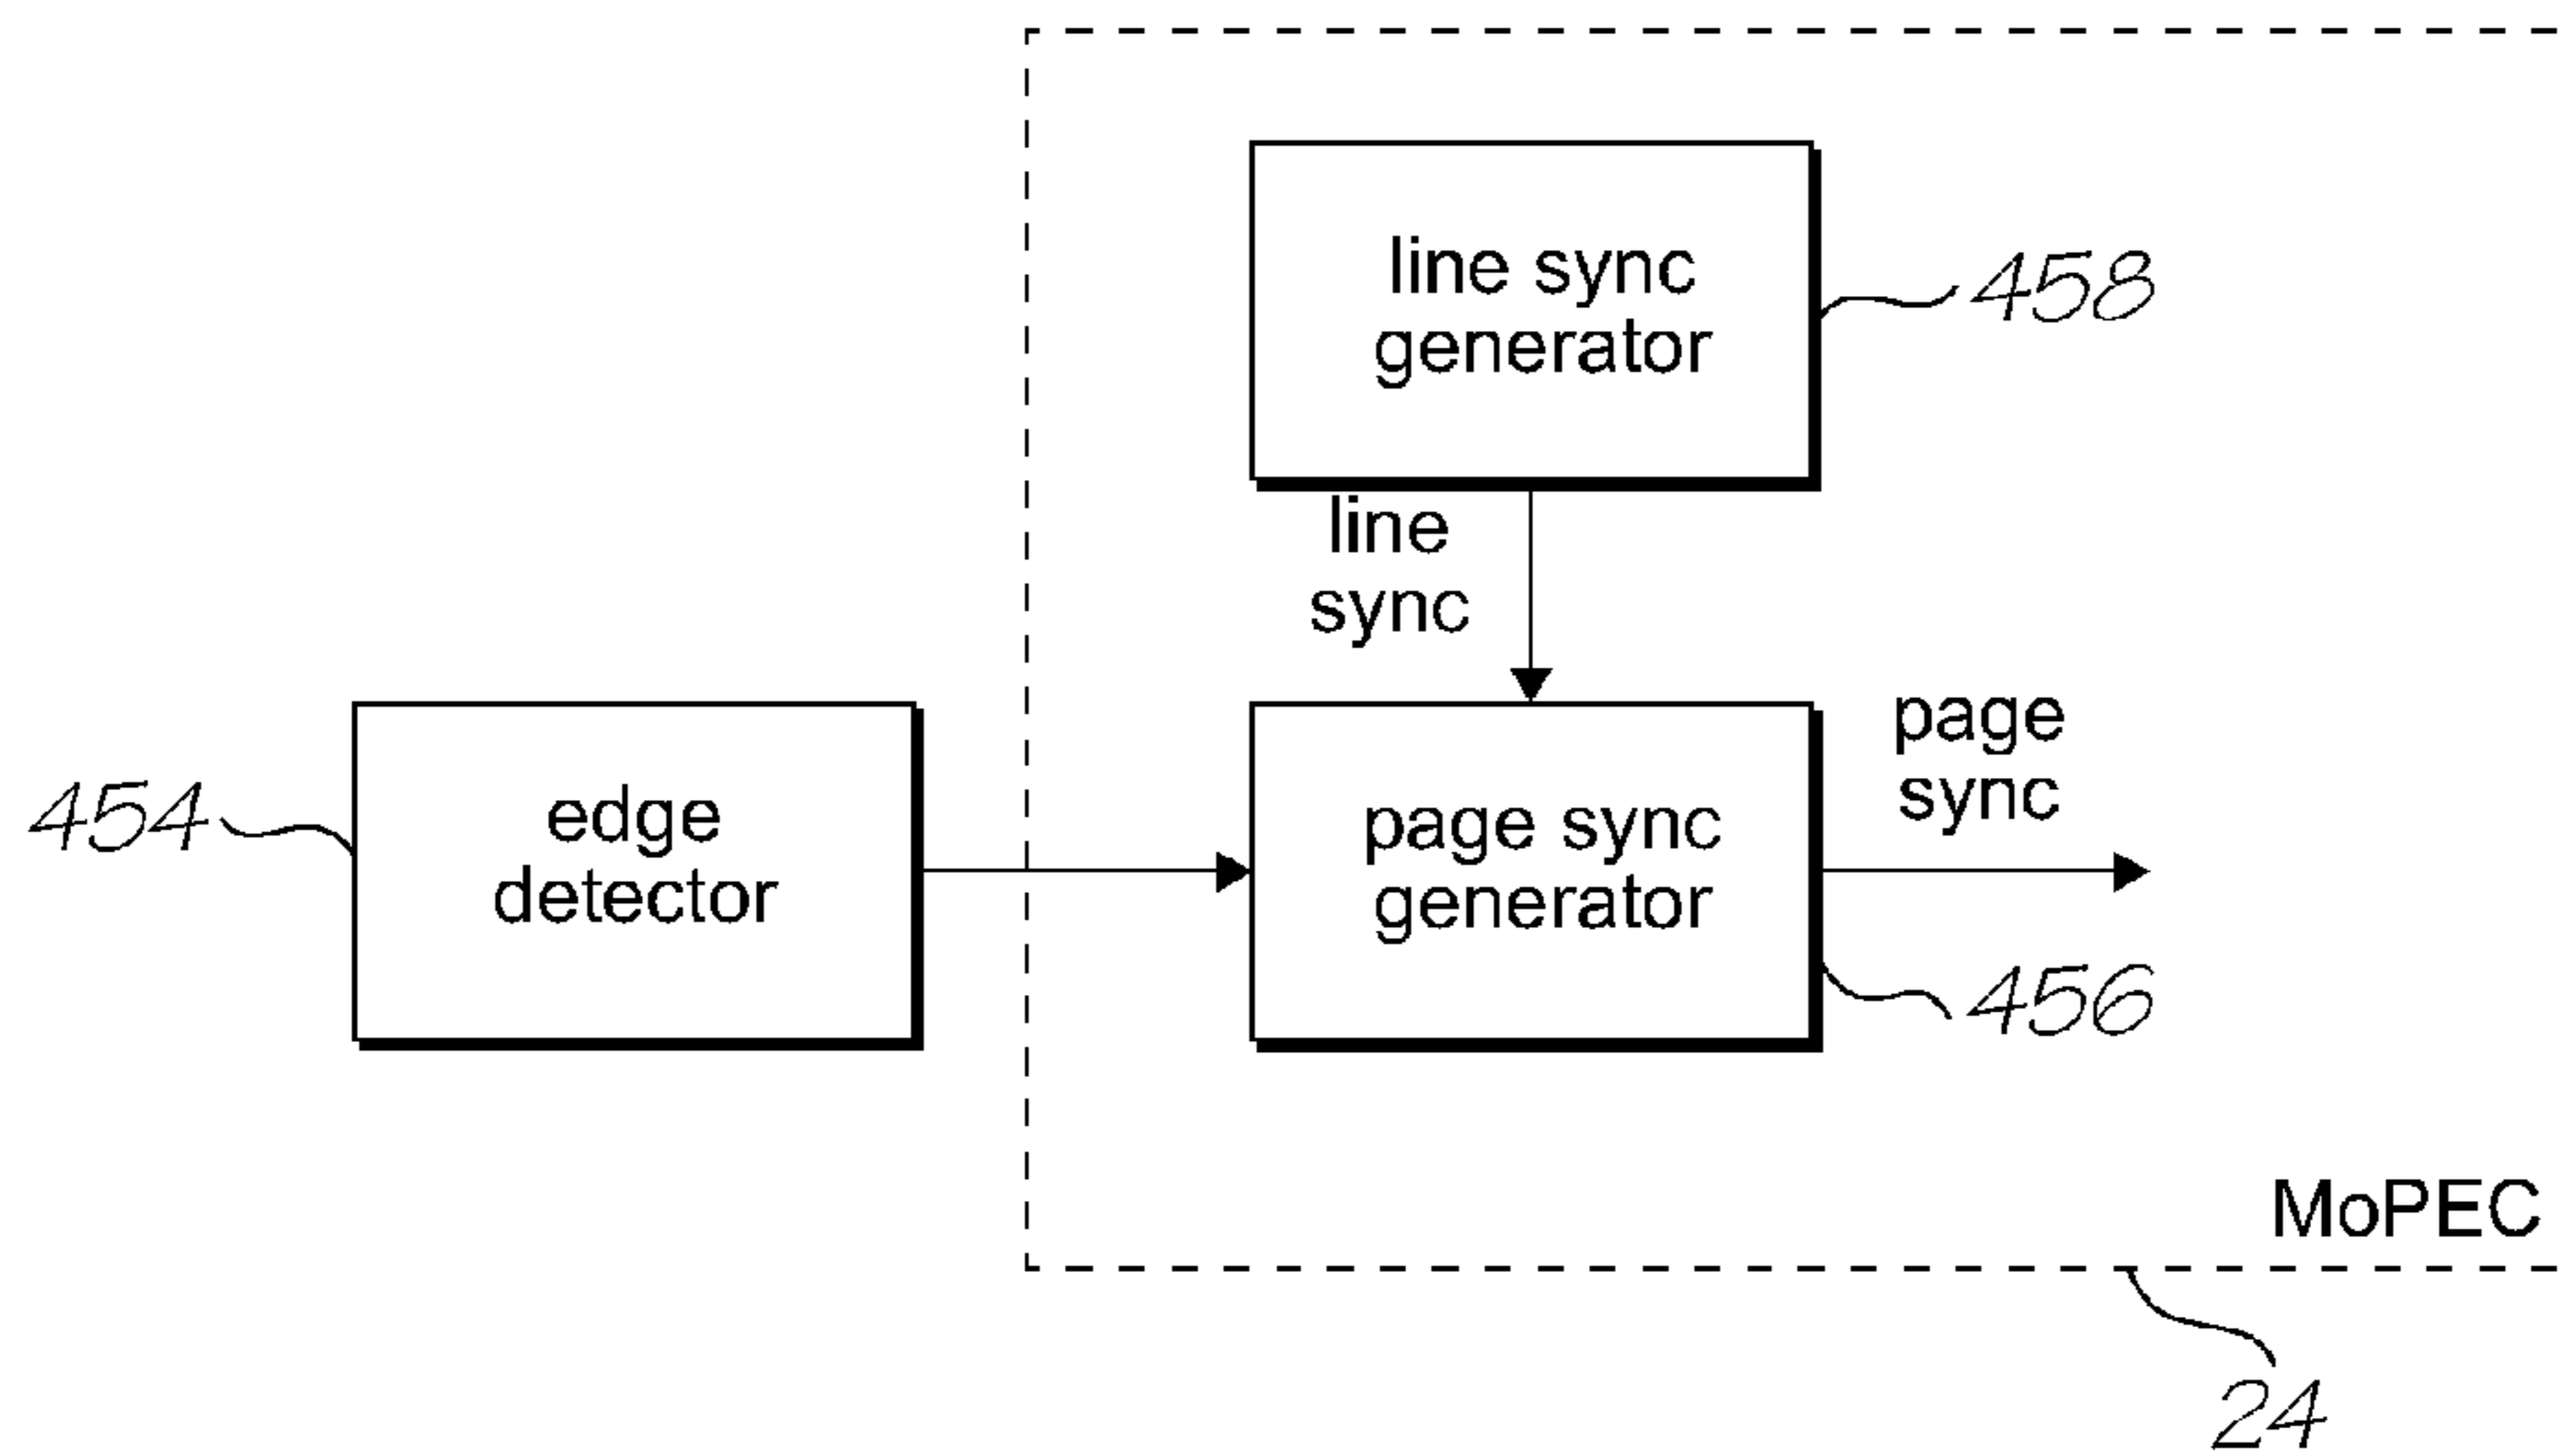 line sync
generator
458
line
sync
454
edge
detector
page sync
generator
page
sync
456
MoPEC
24